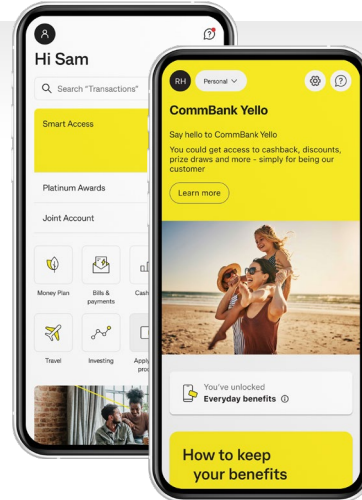 Hi Sam
Search "Transactions"
Smart Access
Platinum Awards
Joint Account
Money Plan
Bills &
payments
Travel
Investing
RH
Personal
CommBank Yello
Say hello to CommBank Yello
You could get access to cashback, discounts,
prize draws and more - simply for being our
customer
Learn more
You've unlocked
Everyday benefits
How to keep
your benefits